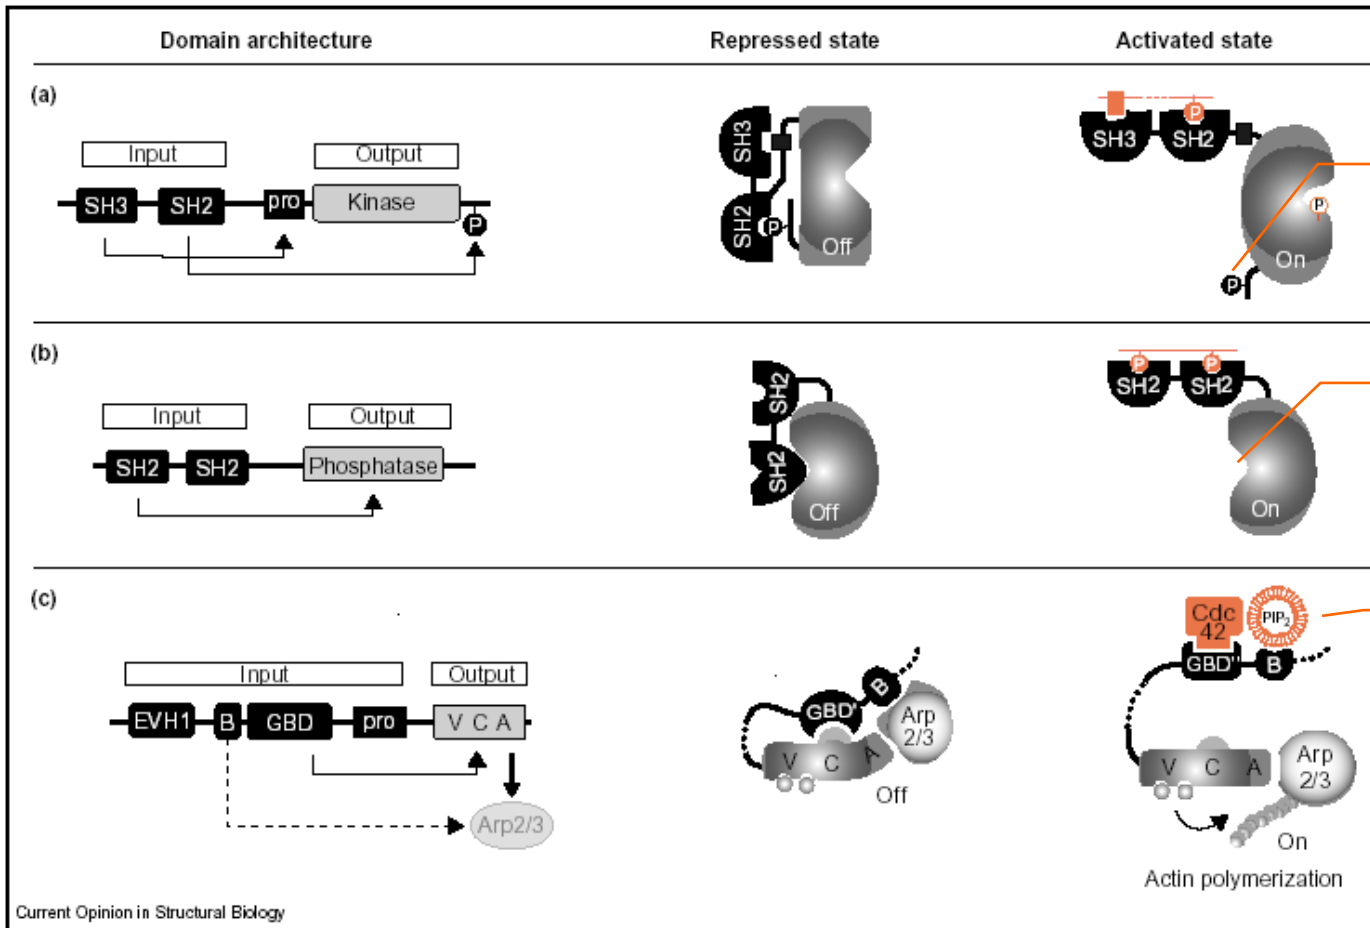 Domain architecture
Repressed state
Activated state
(a)
Input
Output
SH3
SH2
pro
Kinase
P
SH3
SH2
P
Off
SH3
SH2
P
P
On
P
(b)
Input
Output
SH2
SH2
Phosphatase
SH2
SH2
Off
P
P
SH2
SH2
On
(c)
Input
Output
EVH1
B
GBD
pro
V C A
Arp2/3
B
GBD'
Arp
2/3
V C A
Off
Cdc
42
PIP2
GBD'
B
V C A
Arp
2/3
On
Actin polymerization
Current Opinion in Structural Biology